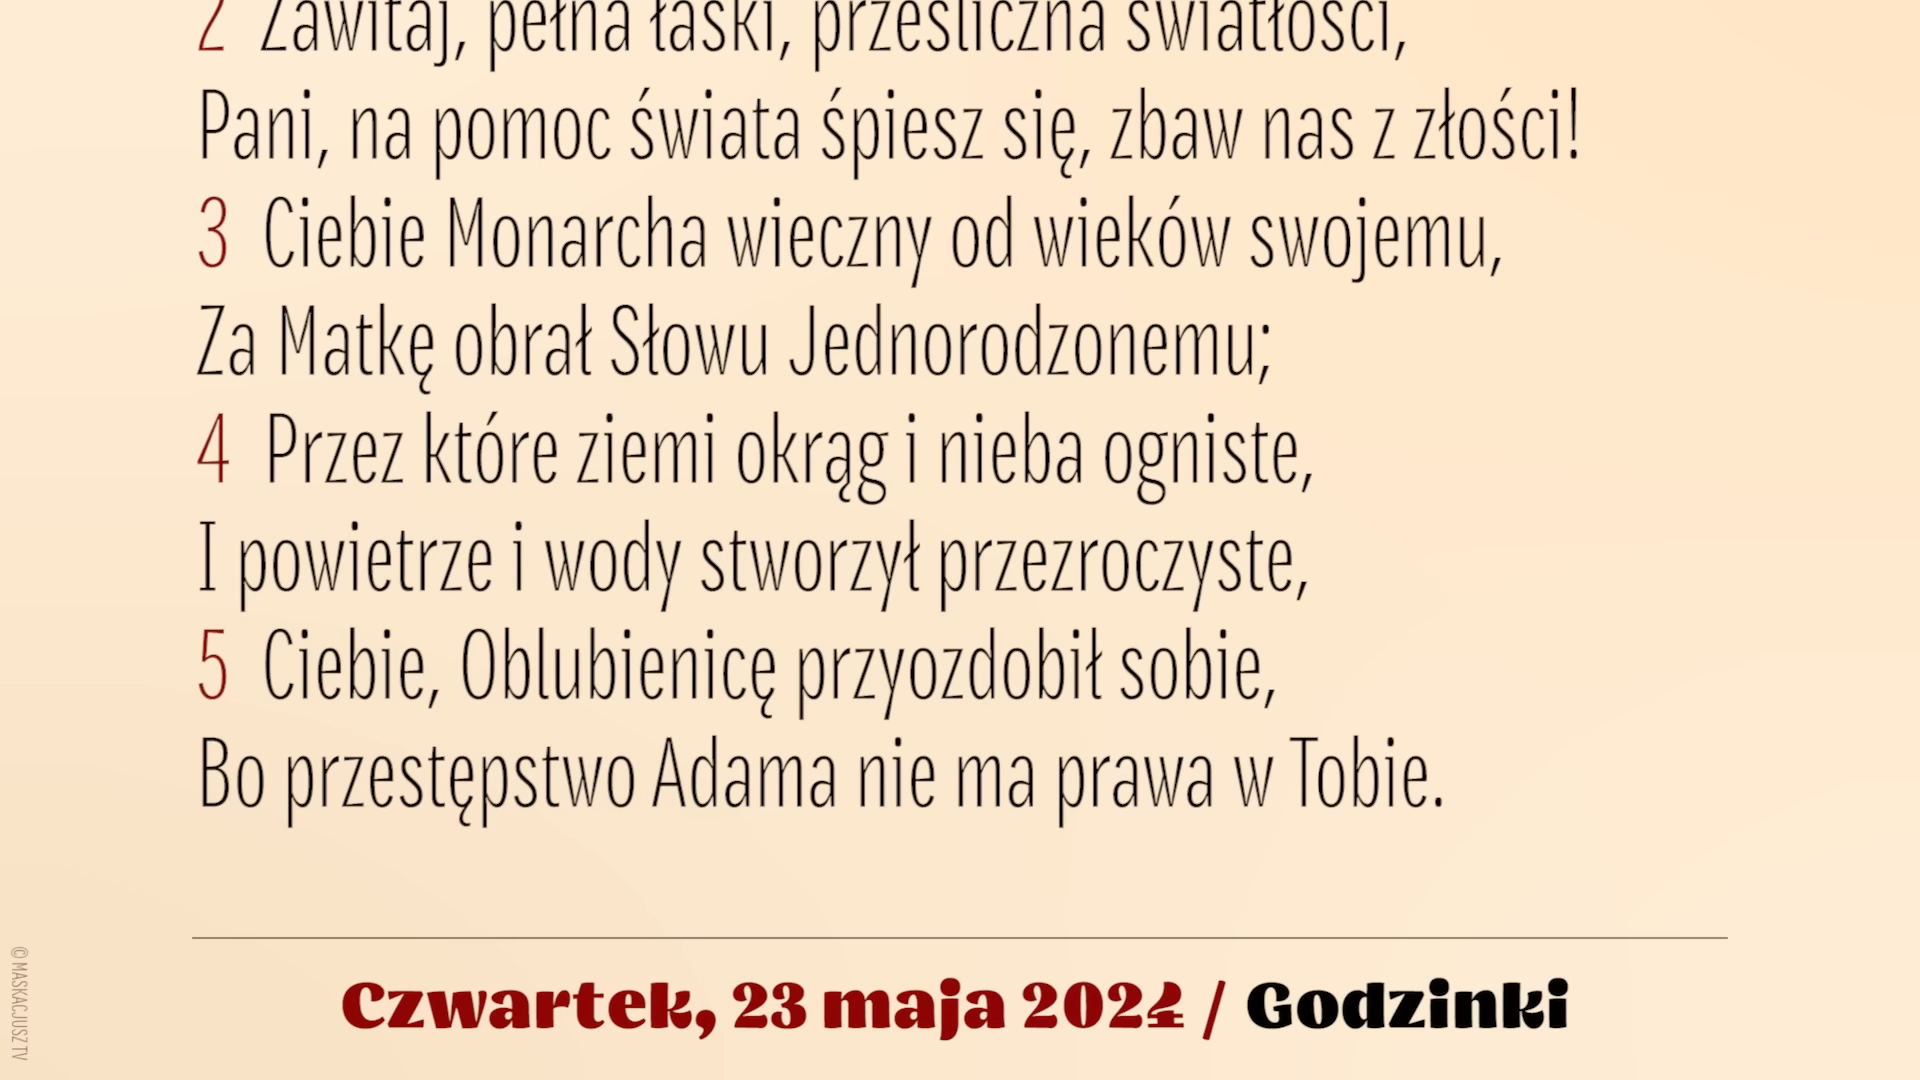 2 Zawitaj, pełna łaski, prześliczna światłości,
Pani, na pomoc świata śpiesz się, zbaw nas z złości!
3 Ciebie Monarcha wieczny od wieków swojemu,
Za Matkę obrał Słowu Jednorodzonemu;
4 Przez które ziemi okrąg i nieba ogniste,
I powietrze i wody stworzył przezroczyste,
5 Ciebie, Oblubienicę przyozdobił sobie,
Bo przestępstwo Adama nie ma prawa w Tobie.
Czwartek, 23 maja 2024 / Godzinki
© MASKACJUSZ TV